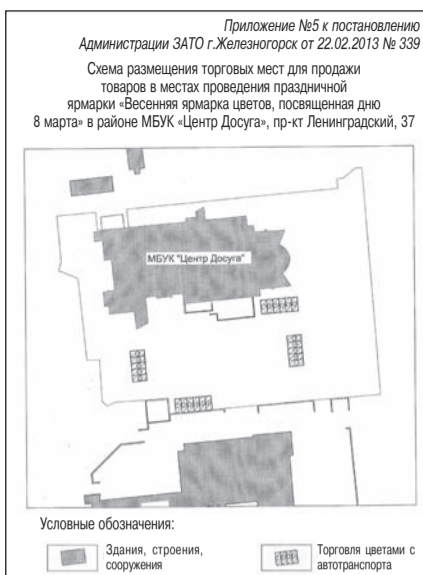 Приложение №5 к постановлению
Администрации ЗАТО г.Железногорск от 22.02.2013 № 339
Схема размещения торговых мест для продажи
товаров в местах проведения праздничной
ярмарки «Весенняя ярмарка цветов, посвященная дню
8 марта» в районе МБУК «Центр Досуга», пр-кт Ленинградский, 37
МБУК "Центр Досуга"
Условные обозначения:
Здания, строения,
сооружения
Торговля цветами с
автотранспорта